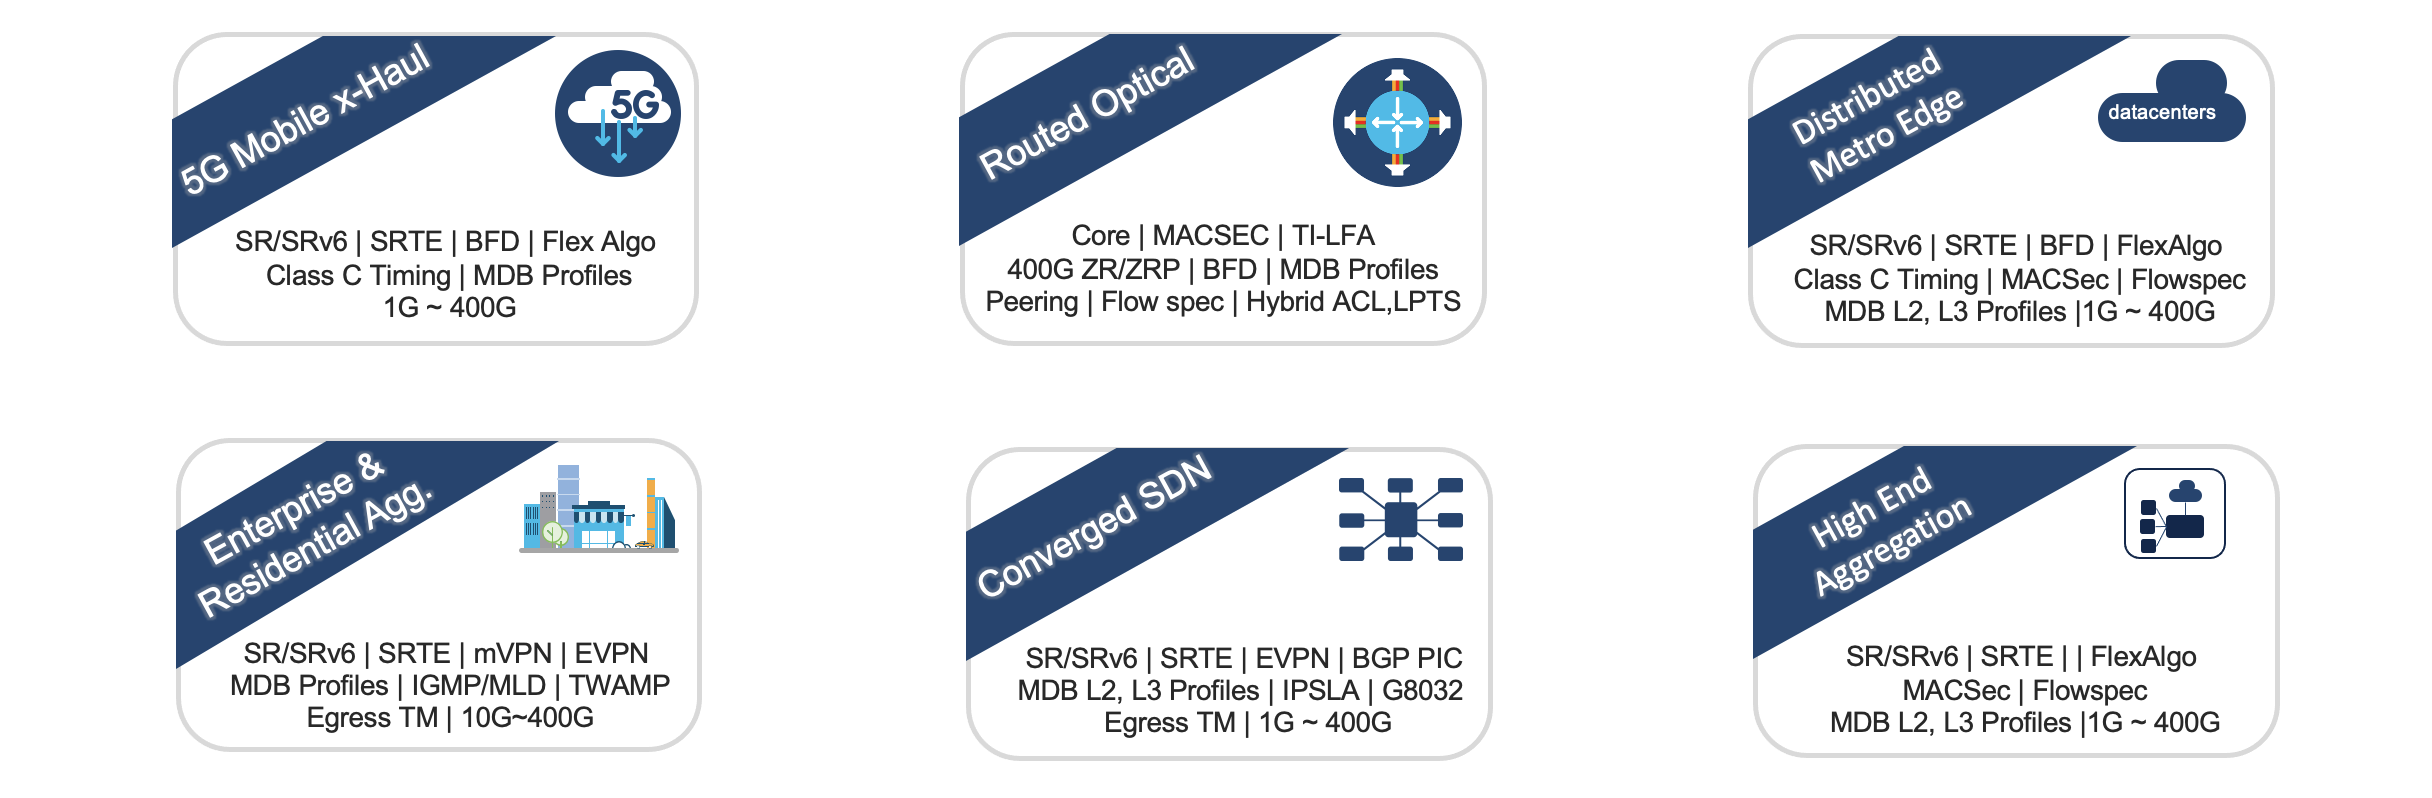 5G Mobile x-Haul
5G
SR/SRv6 | SRTE | BFD | Flex Algo
Class C Timing | MDB Profiles
1G ~ 400G
Routed Optical
Core | MACSEC | TI-LFA
400G ZR/ZRP | BFD | MDB Profiles
Peering | Flow spec | Hybrid ACL,LPTS
Distributed
Metro Edge
datacenters
SR/SRv6 | SRTE | BFD | FlexAlgo
Class C Timing | MACSec | Flowspec
MDB L2, L3 Profiles |1G ~ 400G
Enterprise &
Residential Agg.
SR/SRv6 | SRTE | mVPN | EVPN
MDB Profiles | IGMP/MLD | TWAMP
Egress TM | 10G~400G
Converged SDN
SR/SRv6 | SRTE | EVPN | BGP PIC
MDB L2, L3 Profiles | IPSLA | G8032
Egress TM | 1G ~ 400G
High End
Aggregation
SR/SRv6 | SRTE | | FlexAlgo
MACSec | Flowspec
MDB L2, L3 Profiles |1G ~ 400G